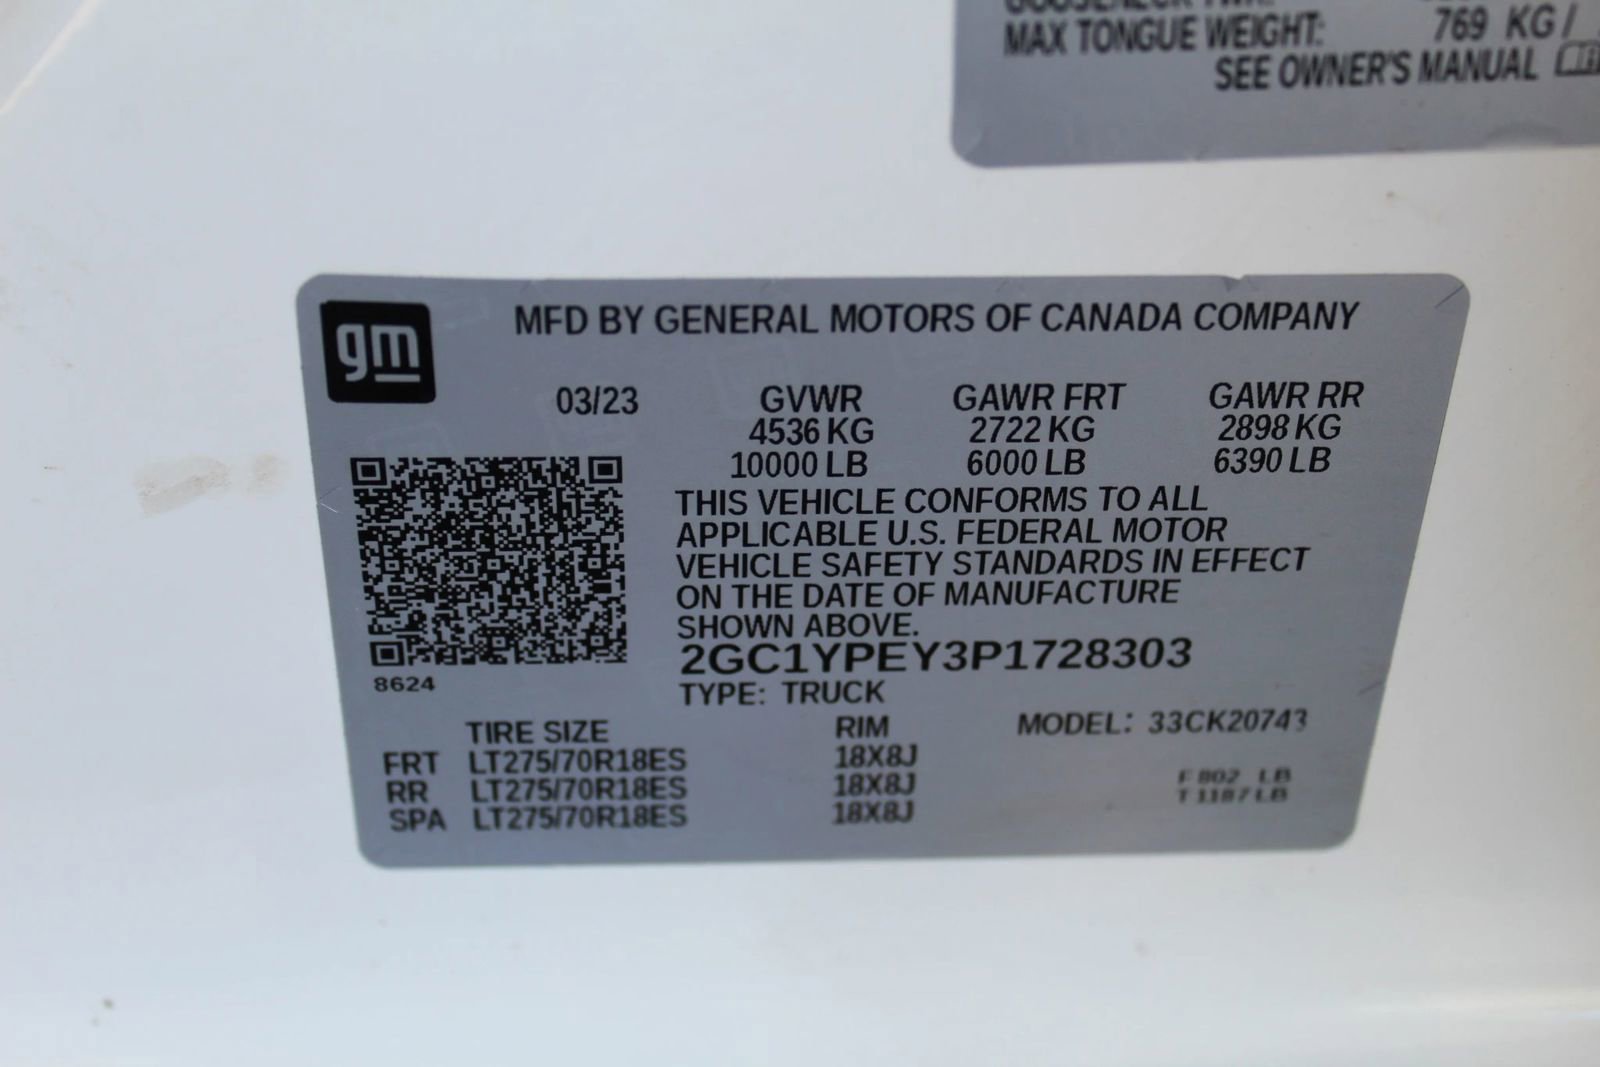 MAX TONGUE WEIGHT: 769 KG /
SEE OWNER'S MANUAL
gm
MFD BY GENERAL MOTORS OF CANADA COMPANY
03/23 GVWR GAWR FRT GAWR RR
4536 KG 2722 KG 2898 KG
10000 LB 6000 LB 6390 LB
THIS VEHICLE CONFORMS TO ALL
APPLICABLE U.S. FEDERAL MOTOR
VEHICLE SAFETY STANDARDS IN EFFECT
ON THE DATE OF MANUFACTURE
SHOWN ABOVE.
2GC1YPEY3P1728303
8624
TYPE: TRUCK
TIRE SIZE RIM MODEL: 33CK20743
FRT LT275/70R18ES 18X8J
RR LT275/70R18ES 18X8J
SPA LT275/70R18ES 18X8J
F 802 LB
T 1187 LB